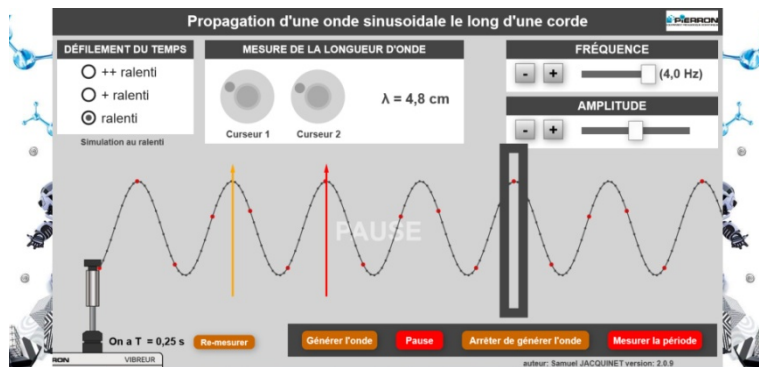 Propagation d'une onde sinusoidale le long d'une corde
PIERRON
DÉFILEMENT DU TEMPS
++ ralenti
+ ralenti
ralenti
Simulation au ralenti
MESURE DE LA LONGUEUR D'ONDE
λ = 4,8 cm
Curseur 1
Curseur 2
FRÉQUENCE
- + (4,0 Hz)
AMPLITUDE
- +
PAUSE
On a T = 0,25 s
Re-mesurer
Générer l'onde
Pause
Arrêter de générer l'onde
Mesurer la période
RON
VIBREUR
auteur: Samuel JACQUINET version: 2.0.9